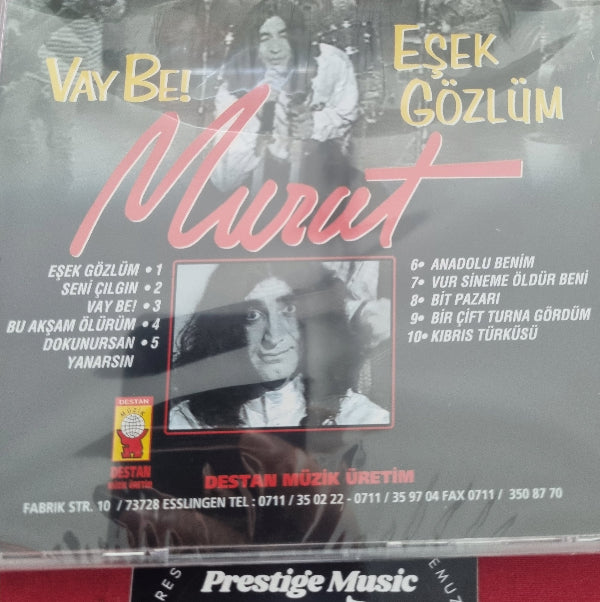 VAY BE!
EŞEK
GÖZLÜM
Murat
EŞEK GÖZLÜM • 1
SENİ ÇILGIN • 2
VAY BE! • 3
BU AKŞAM ÖLÜRÜM • 4
DOKUNURSAN • 5
YANARSIN
6• ANADOLU BENİM
7• VUR SİNEME ÖLDÜR BENİ
8• BİT PAZARI
9• BİR ÇİFT TURNA GÖRDÜM
10• KIBRIS TÜRKÜSÜ
DESTAN
MÜZİK
DESTAN
MÜZİK ÜRETİM
DESTAN MÜZİK ÜRETİM
FABRIK STR. 10 / 73728 ESSLINGEN TEL : 0711 / 35 02 22 - 0711 / 35 97 04 FAX 0711 / 350 87 70
Prestige Music